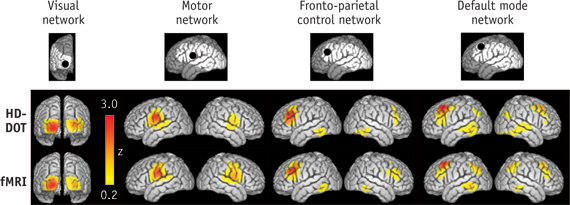 Visual
network
Motor
network
Fronto-parietal
control network
Default mode
network
HD-
DOT
3.0
z
0.2
fMRI